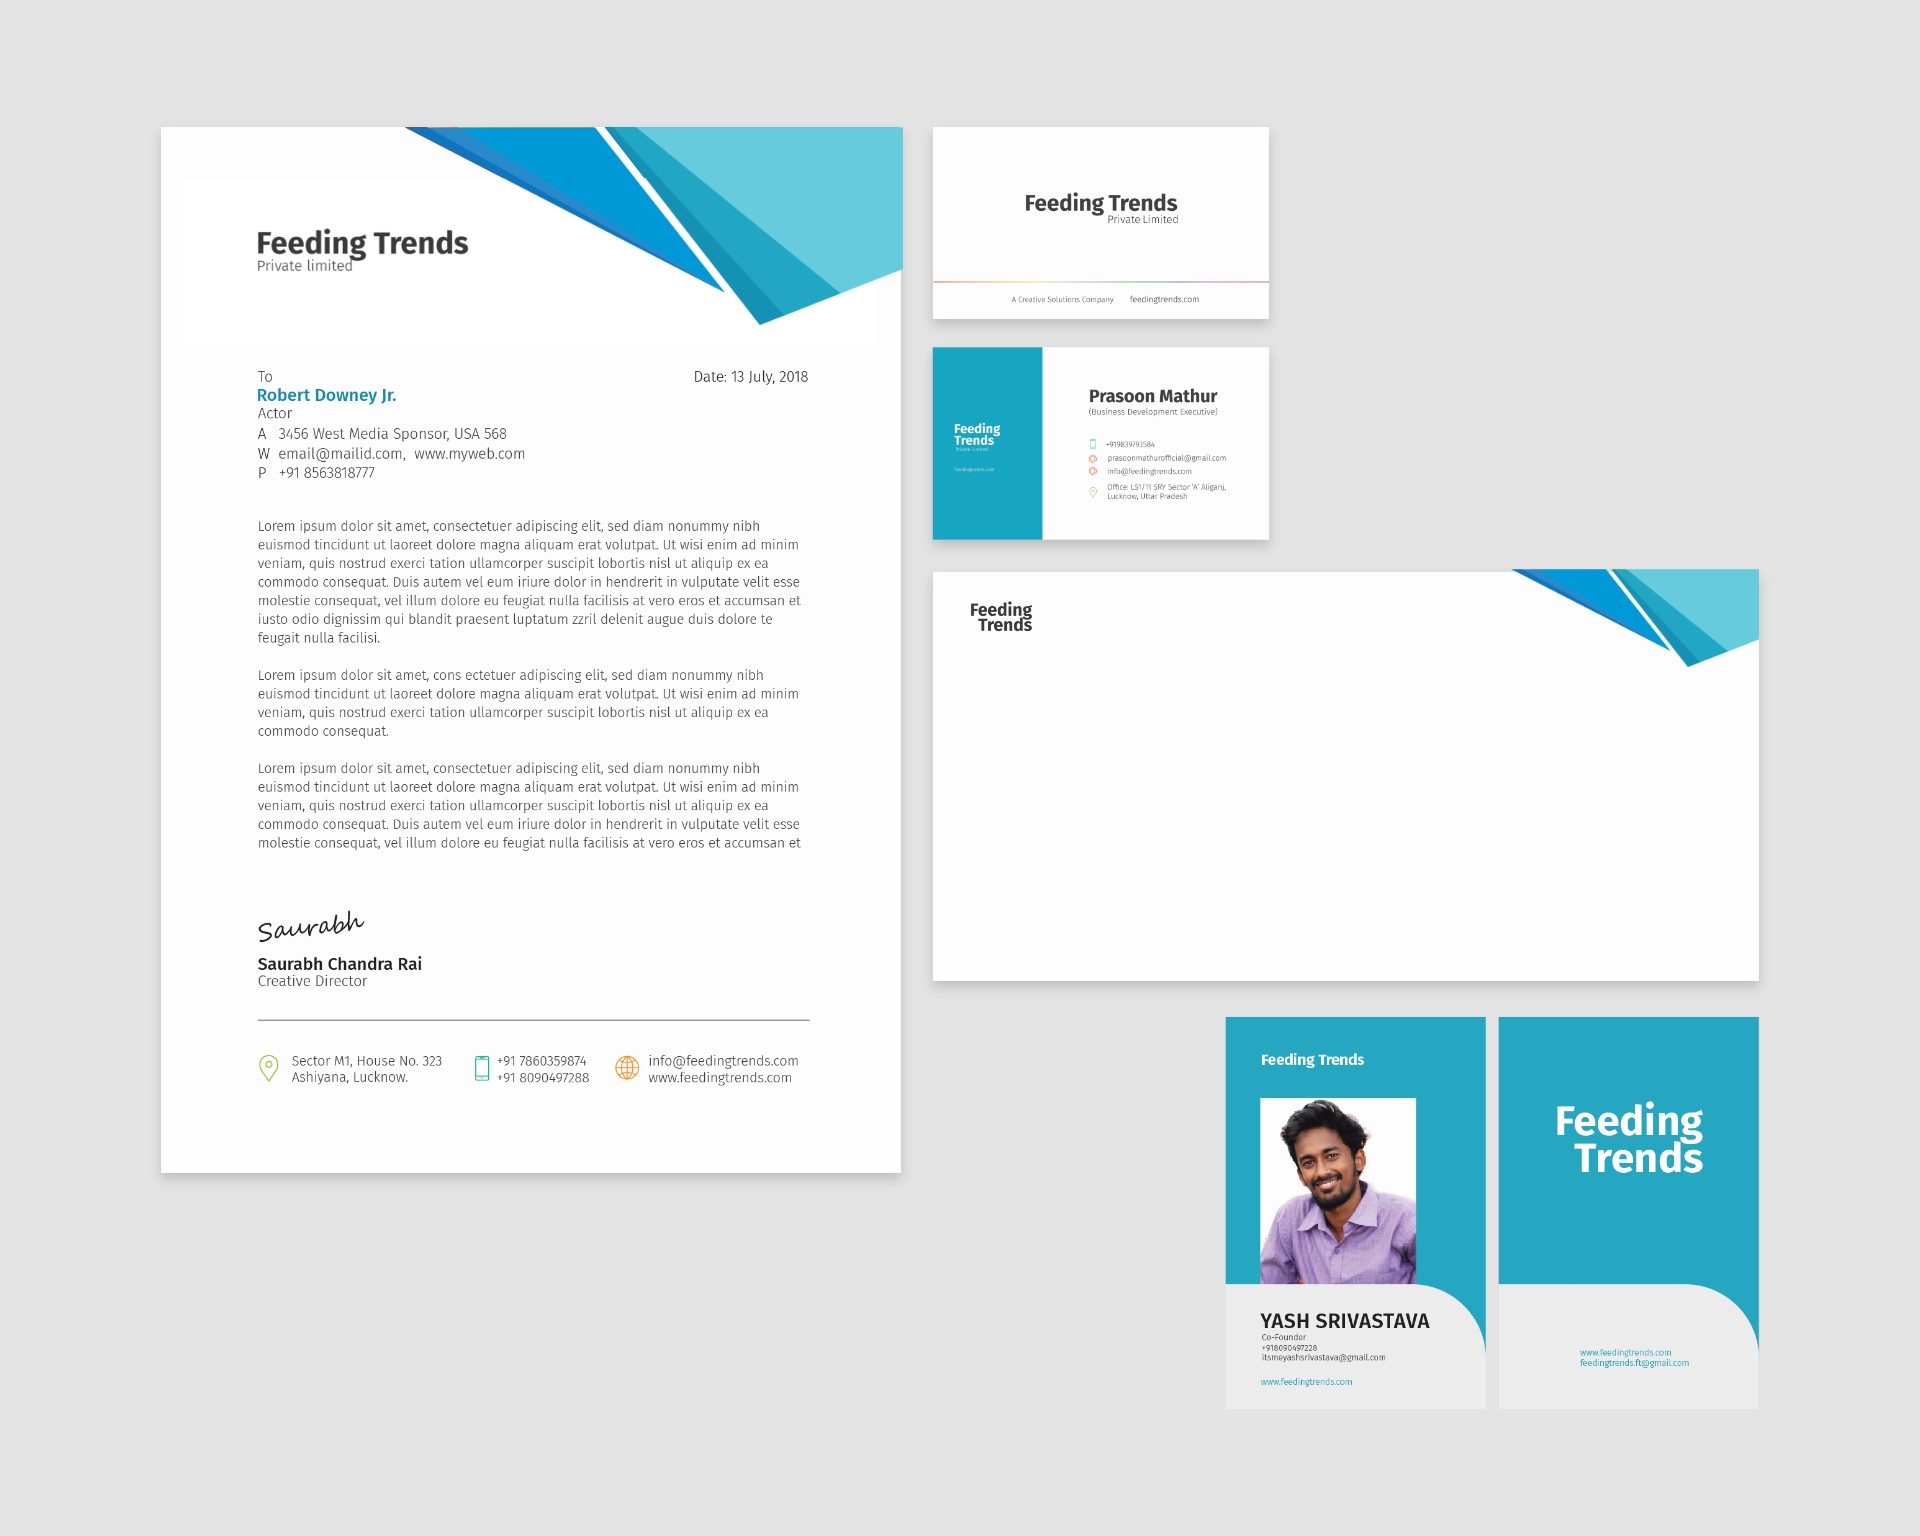 Feeding Trends
Private limited
To
Date: 13 July, 2018
Robert Downey Jr.
Actor
A 3456 West Media Sponsor, USA 568
W email@mailid.com, www.myweb.com
P +91 8563818777
Lorem ipsum dolor sit amet, consectetuer adipiscing elit, sed diam nonummy nibh
euismod tincidunt ut laoreet dolore magna aliquam erat volutpat. Ut wisi enim ad minim
veniam, quis nostrud exerci tation ullamcorper suscipit lobortis nisl ut aliquip ex ea
commodo consequat. Duis autem vel eum iriure dolor in hendrerit in vulputate velit esse
molestie consequat, vel illum dolore eu feugiat nulla facilisis at vero eros et accumsan et
iusto odio dignissim qui blandit praesent luptatum zzril delenit augue duis dolore te
feugait nulla facilisi.
Lorem ipsum dolor sit amet, cons ectetuer adipiscing elit, sed diam nonummy nibh
euismod tincidunt ut laoreet dolore magna aliquam erat volutpat. Ut wisi enim ad minim
veniam, quis nostrud exerci tation ullamcorper suscipit lobortis nisl ut aliquip ex ea
commodo consequat.
Lorem ipsum dolor sit amet, consectetuer adipiscing elit, sed diam nonummy nibh
euismod tincidunt ut laoreet dolore magna aliquam erat volutpat. Ut wisi enim ad minim
veniam, quis nostrud exerci tation ullamcorper suscipit lobortis nisl ut aliquip ex ea
commodo consequat. Duis autem vel eum iriure dolor in hendrerit in vulputate velit esse
molestie consequat, vel illum dolore eu feugiat nulla facilisis at vero eros et accumsan et
Saurabh
Saurabh Chandra Rai
Creative Director
Sector M1, House No. 323
Ashiyana, Lucknow.
+91 7860359874
+91 8090497288
info@feedingtrends.com
www.feedingtrends.com
Feeding Trends
Private Limited
A Creative Solutions Company feedingtrends.com
Feeding
Trends
Private Limited
feedingtrends.com
Prasoon Mathur
(Business Development Executive)
+919839793584
prasoonmathurofficial@gmail.com
info@feedingtrends.com
Office: LS1/11 SRY Sector 'A' Aliganj,
Lucknow, Uttar Pradesh
Feeding
Trends
Feeding Trends
YASH SRIVASTAVA
Co-Founder
+918090497228
itsmeyashsrivastava@gmail.com
www.feedingtrends.com
Feeding
Trends
www.feedingtrends.com
feedingtrends.ft@gmail.com